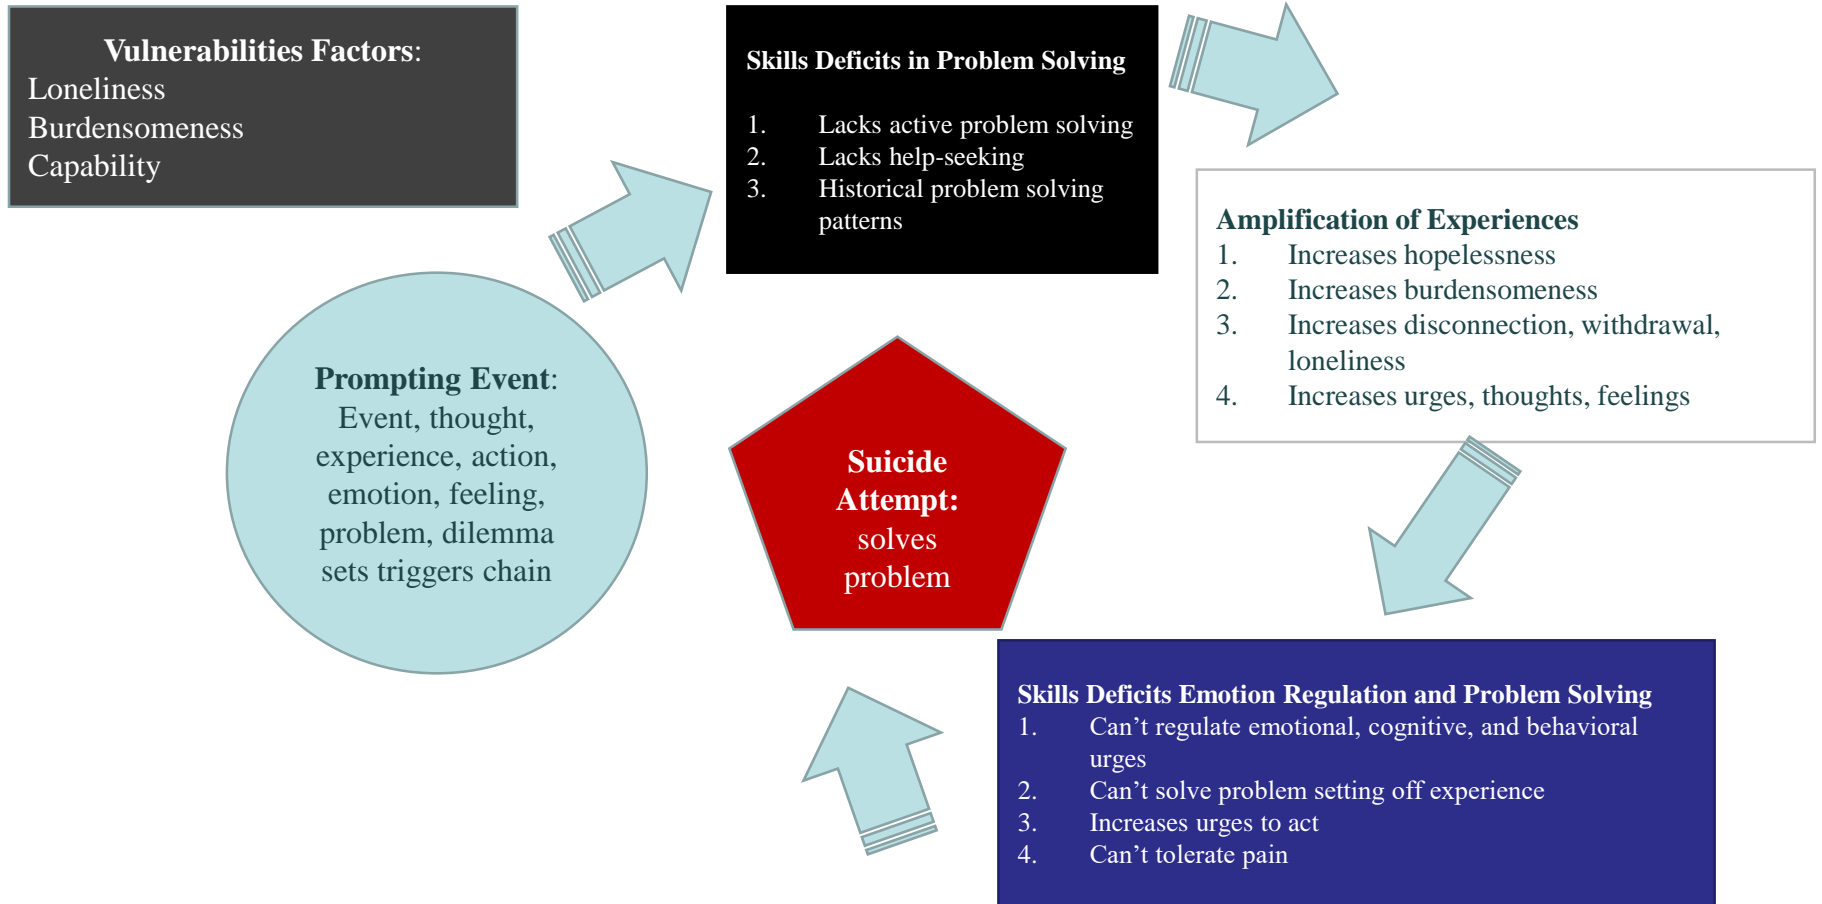 Vulnerabilities Factors:
Loneliness
Burdensomeness
Capability
Skills Deficits in Problem Solving
1. Lacks active problem solving
2. Lacks help-seeking
3. Historical problem solving
patterns
Amplification of Experiences
1. Increases hopelessness
2. Increases burdensomeness
3. Increases disconnection, withdrawal,
loneliness
4. Increases urges, thoughts, feelings
Prompting Event:
Event, thought,
experience, action,
emotion, feeling,
problem, dilemma
sets triggers chain
Suicide
Attempt:
solves
problem
Skills Deficits Emotion Regulation and Problem Solving
1. Can’t regulate emotional, cognitive, and behavioral
urges
2. Can’t solve problem setting off experience
3. Increases urges to act
4. Can’t tolerate pain